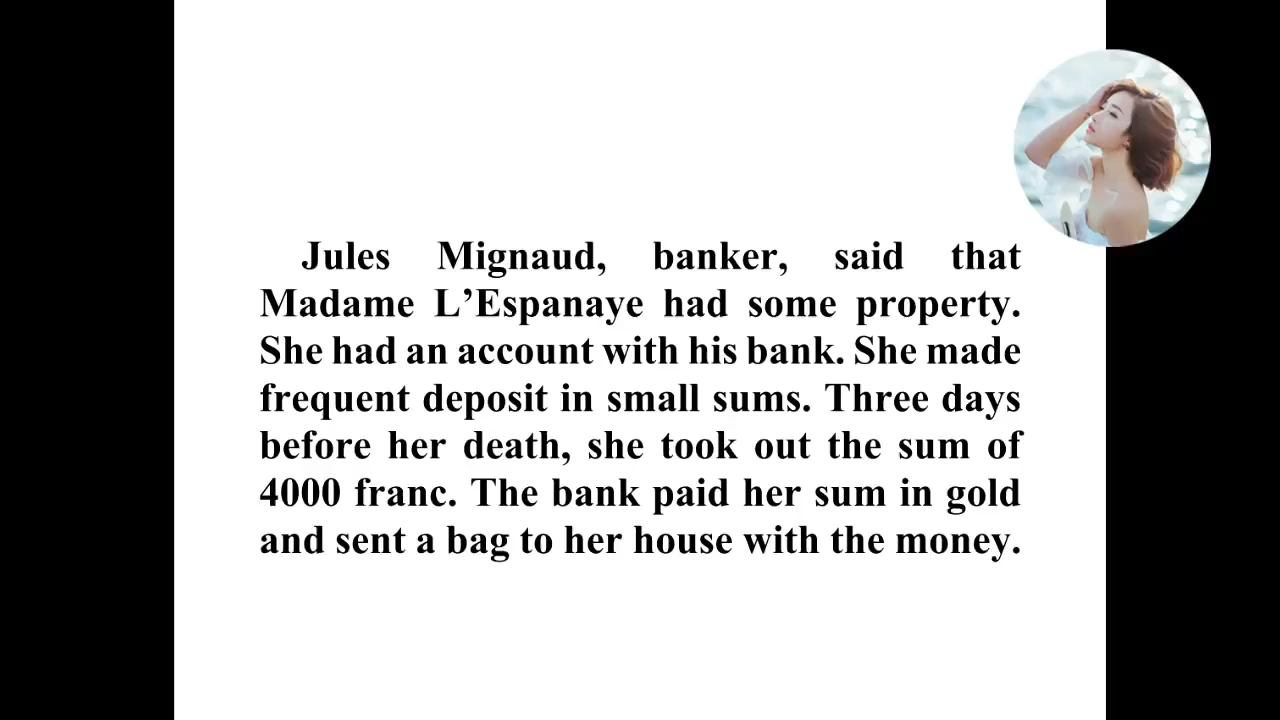 Jules Mignaud, banker, said that
Madame L’Espanaye had some property.
She had an account with his bank. She made
frequent deposit in small sums. Three days
before her death, she took out the sum of
4000 franc. The bank paid her sum in gold
and sent a bag to her house with the money.